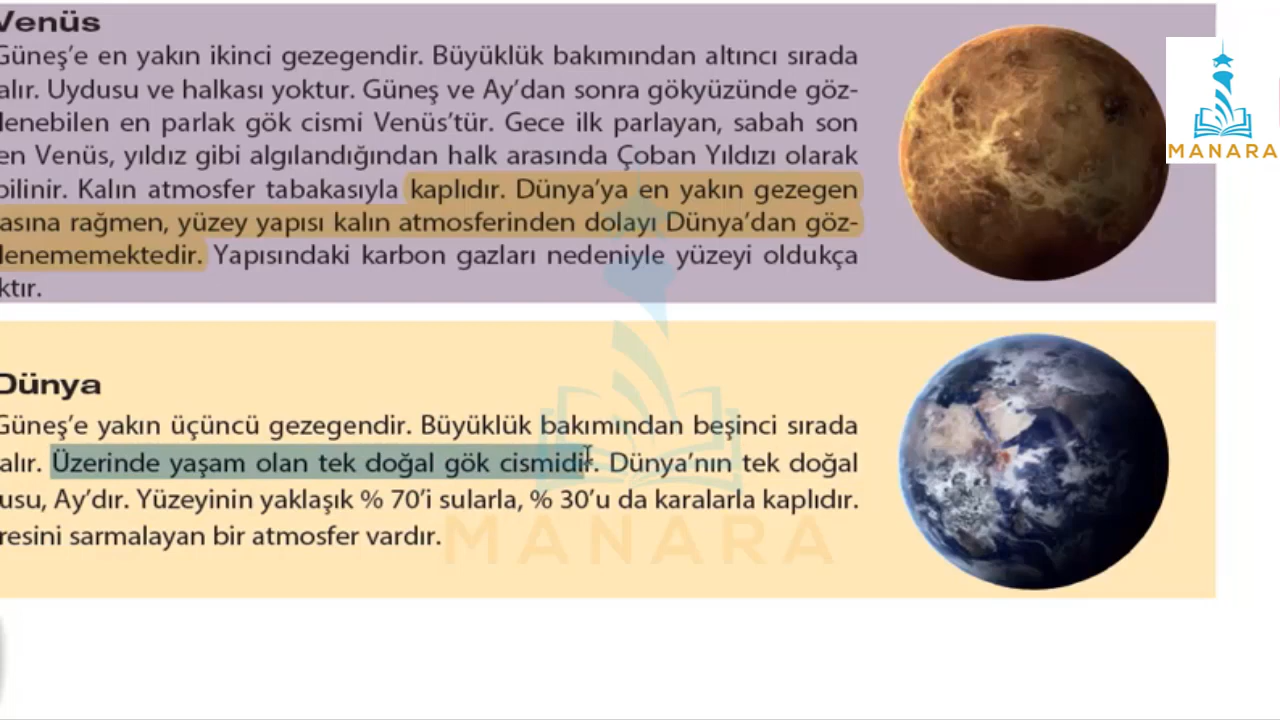 Venüs
Güneş'e en yakın ikinci gezegendir. Büyüklük bakımından altıncı sırada
alır. Uydusu ve halkası yoktur. Güneş ve Ay'dan sonra gökyüzünde göz-
lenebilen en parlak gök cismi Venüs'tür. Gece ilk parlayan, sabah son
en Venüs, yıldız gibi algılandığından halk arasında Çoban Yıldızı olarak
bilinir. Kalın atmosfer tabakasıyla kaplıdır. Dünya'ya en yakın gezegen
asına rağmen, yüzey yapısı kalın atmosferinden dolayı Dünya'dan göz-
lenememektedir. Yapısındaki karbon gazları nedeniyle yüzeyi oldukça
ktır.
MANARA
Dünya
Güneş'e yakın üçüncü gezegendir. Büyüklük bakımından beşinci sırada
alır. Üzerinde yaşam olan tek doğal gök cismidir. Dünya'nın tek doğal
usu, Ay'dır. Yüzeyinin yaklaşık % 70'i sularla, % 30'u da karalarla kaplıdır.
resini sarmalayan bir atmosfer vardır.
MANARA